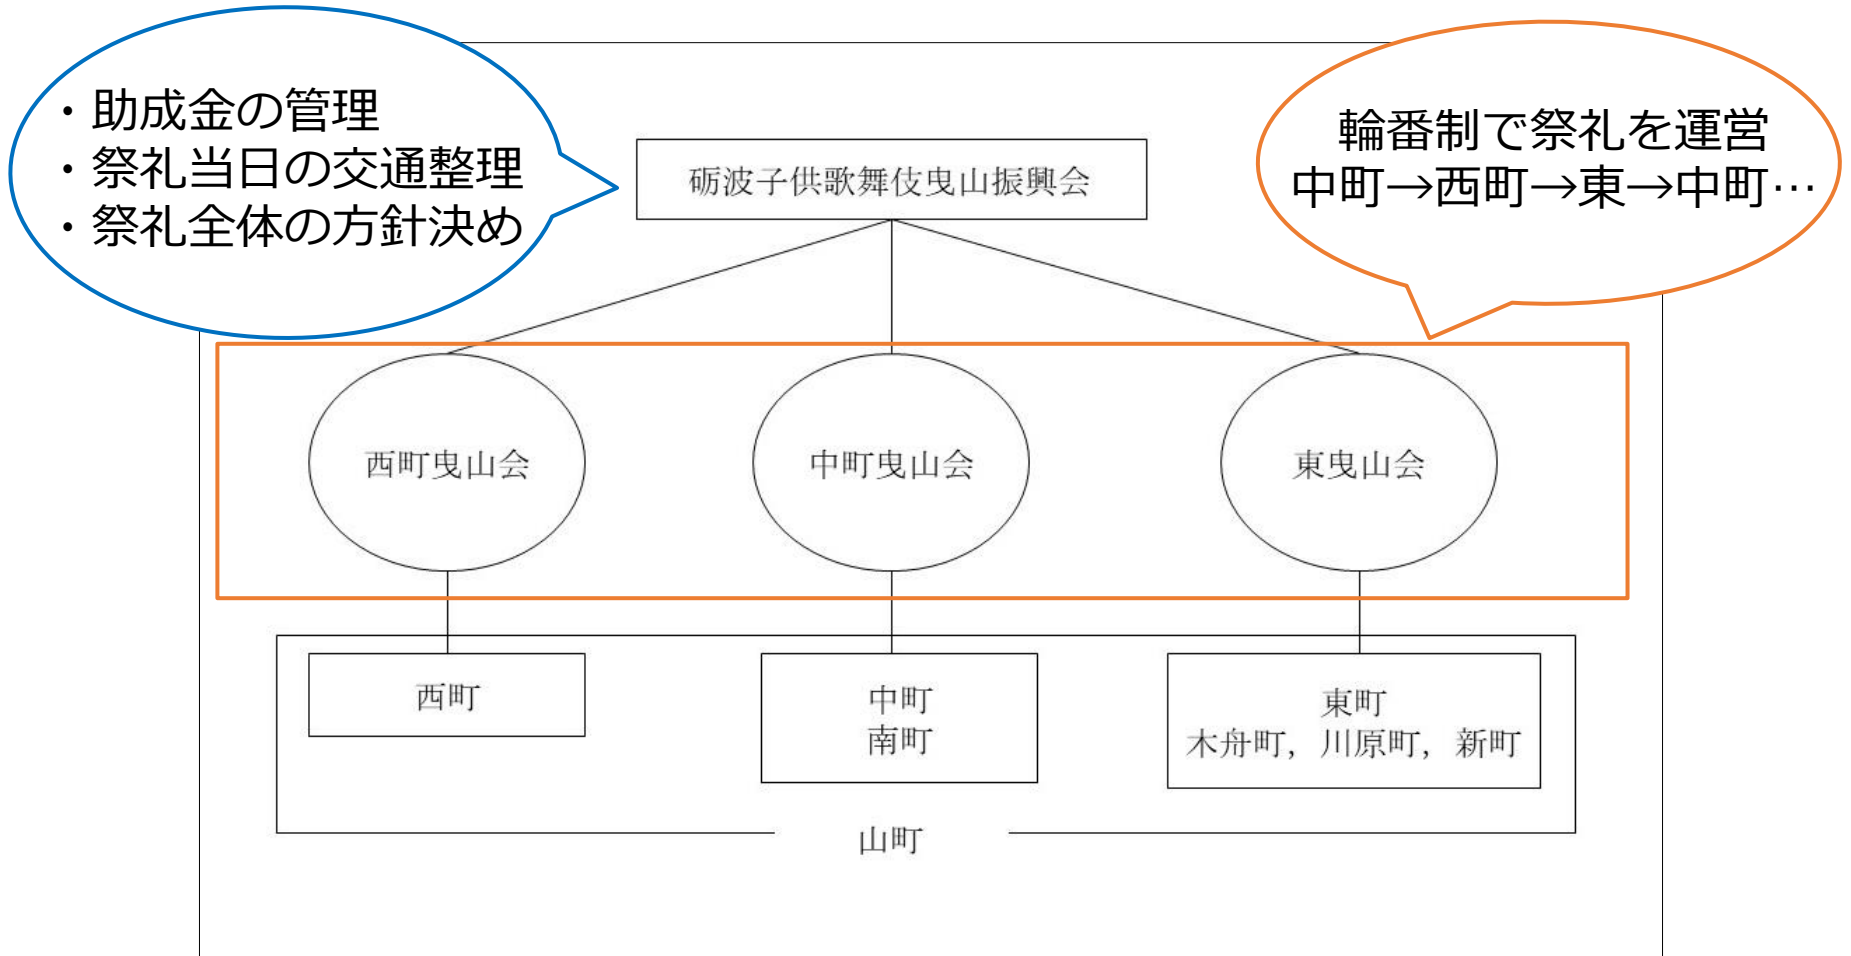 ・助成金の管理
・祭礼当日の交通整理
・祭礼全体の方針決め
輪番制で祭礼を運営
中町→西町→東→中町…
砺波子供歌舞伎曳山振興会
西町曳山会
中町曳山会
東曳山会
西町
中町
南町
東町
木舟町，川原町，新町
山町